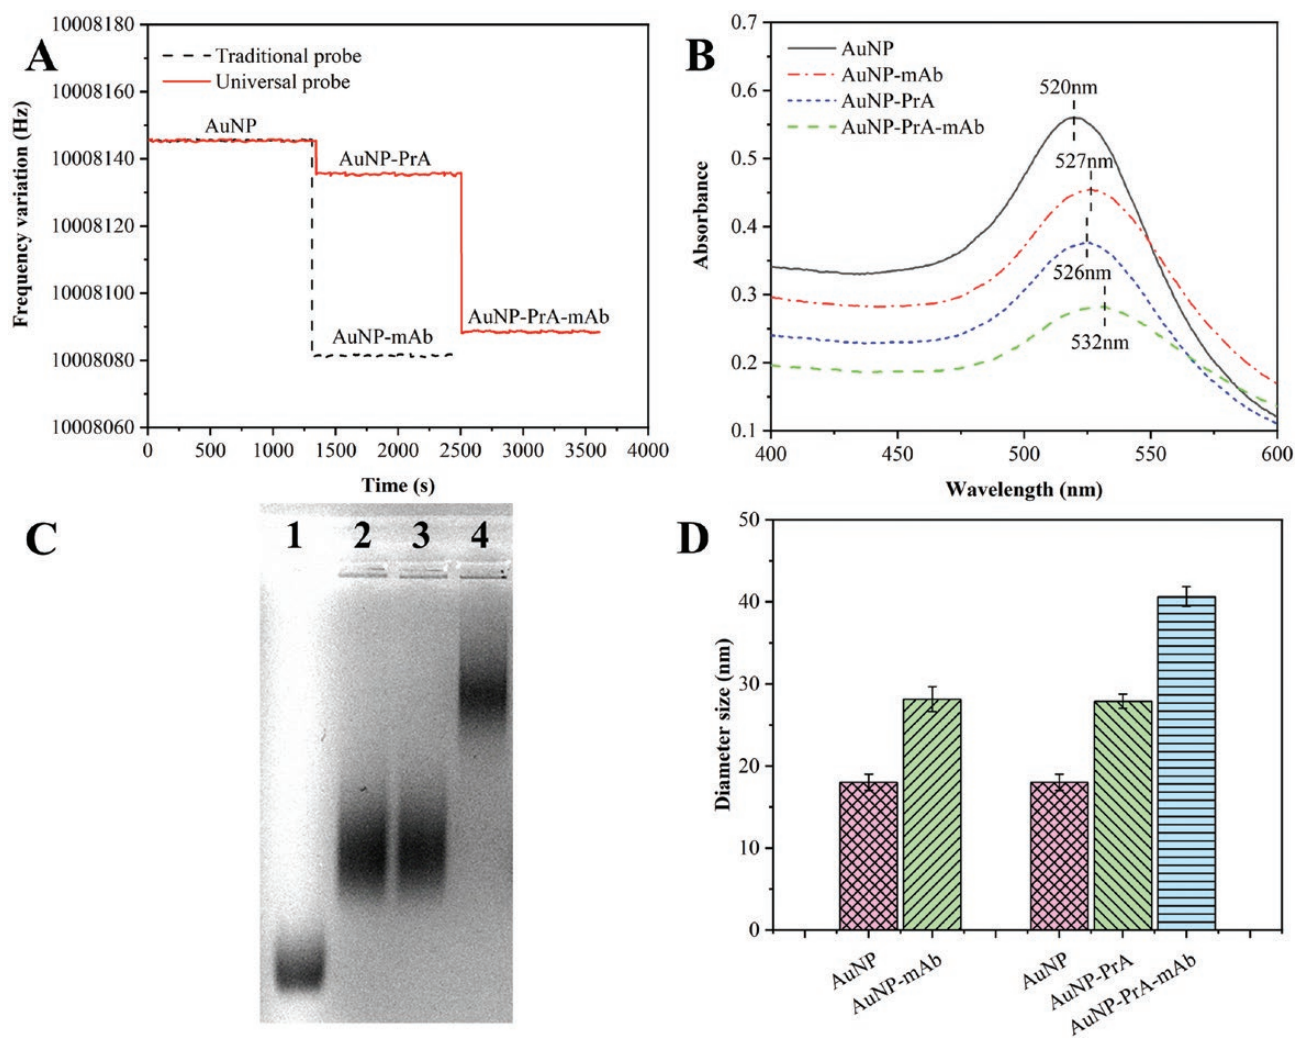 A
10008180
10008160
10008140
10008120
10008100
10008080
10008060
Frequency variation (Hz)
Traditional probe
Universal probe
AuNP
AuNP-PrA
AuNP-mAb
AuNP-PrA-mAb
0 500 1000 1500 2000 2500 3000 3500 4000
Time (s)
B
0.7
0.6
0.5
0.4
0.3
0.2
0.1
Absorbance
AuNP
AuNP-mAb
AuNP-PrA
AuNP-PrA-mAb
520nm
527nm
526nm
532nm
400 450 500 550 600
Wavelength (nm)
C
1 2 3 4
D
50
40
30
20
10
0
Diameter size (nm)
AuNP
AuNP-mAb
AuNP
AuNP-PrA
AuNP-PrA-mAb